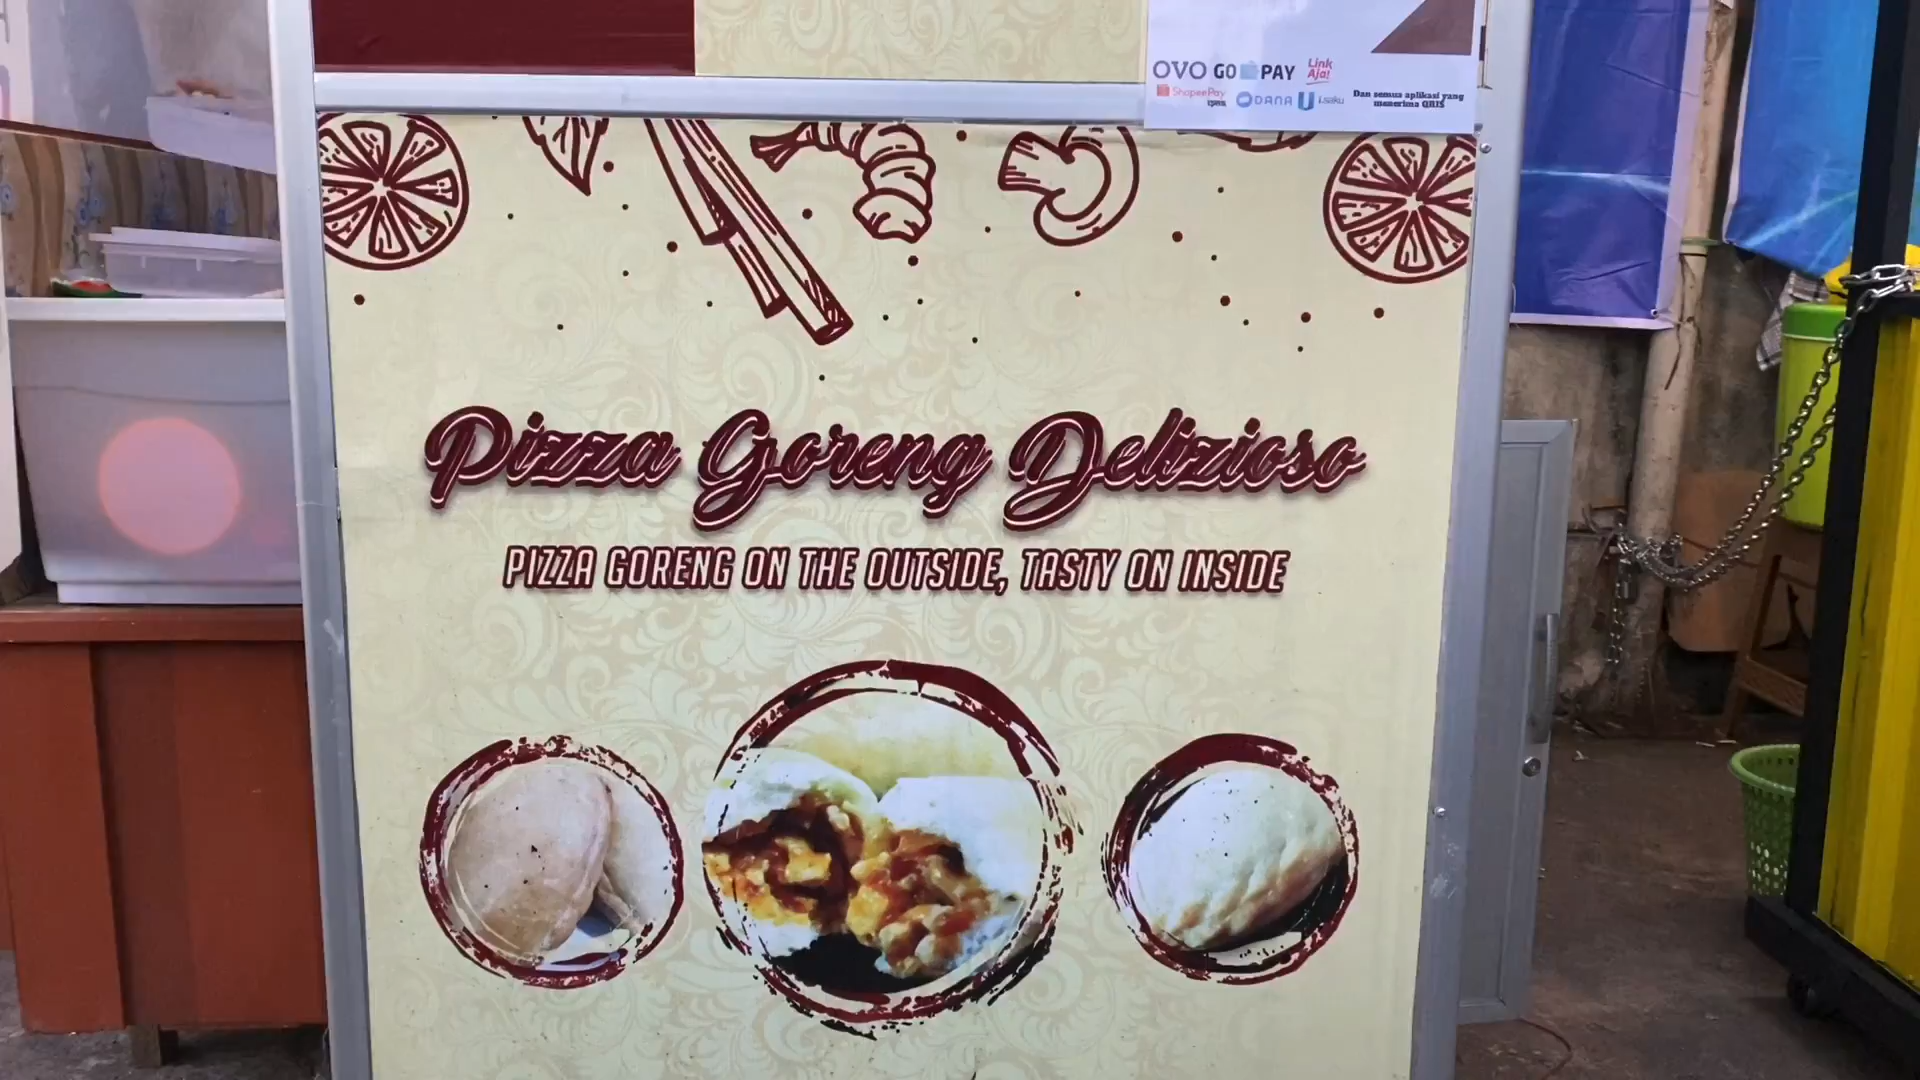 OVO GO PAY Link Aja!
ShopeePay DANA i.saku
Dan semua aplikasi yang
menerima QRIS
Pizza Goreng Delizioso
PIZZA GORENG ON THE OUTSIDE, TASTY ON INSIDE